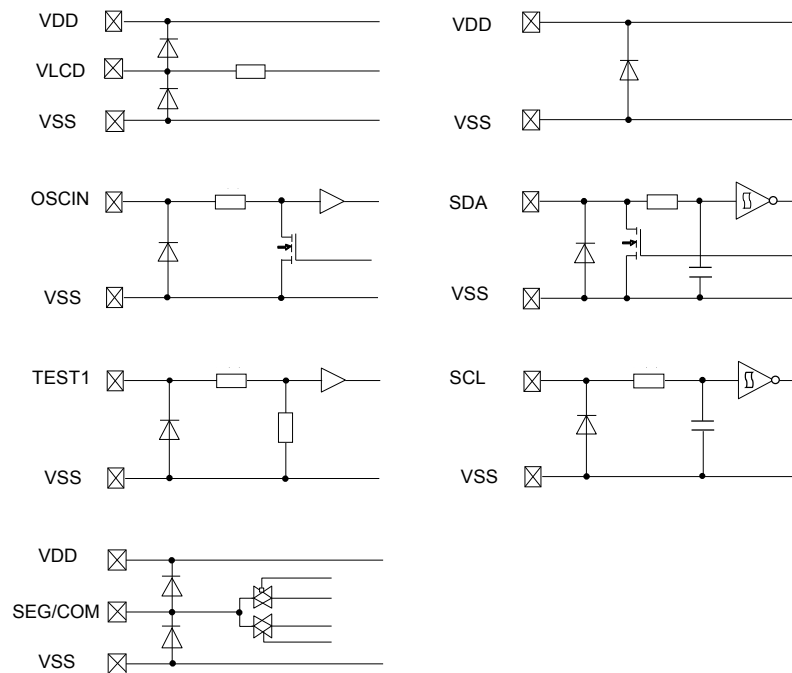 VDD
VLCD
VSS
VDD
VSS
OSCIN
VSS
SDA
VSS
TEST1
VSS
SCL
VSS
VDD
SEG/COM
VSS